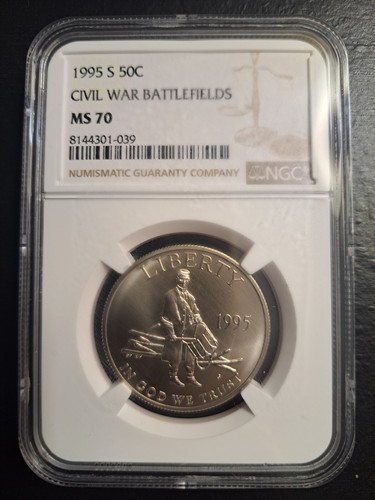 1995 S 50C
CIVIL WAR BATTLEFIELDS
MS 70
8144301-039
NUMISMATIC GUARANTY COMPANY
NGC
LIBERTY
1995
IN GOD WE TRUST